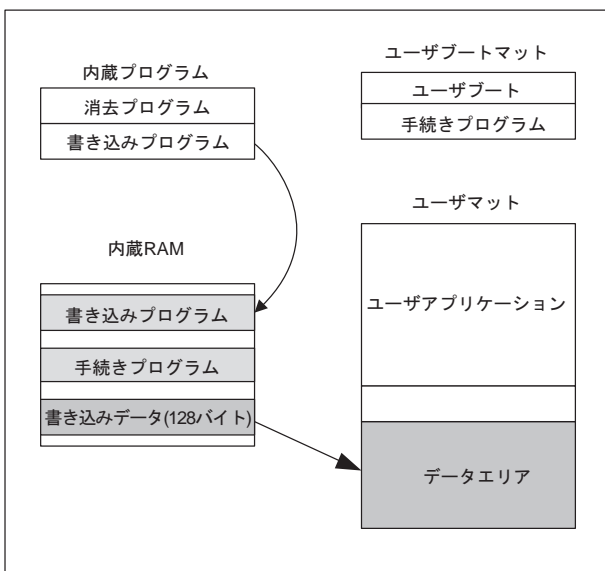 内蔵プログラム
消去プログラム
書き込みプログラム
ユーザブートマット
ユーザブート
手続きプログラム
内蔵RAM
書き込みプログラム
手続きプログラム
書き込みデータ(128バイト)
ユーザマット
ユーザアプリケーション
データエリア